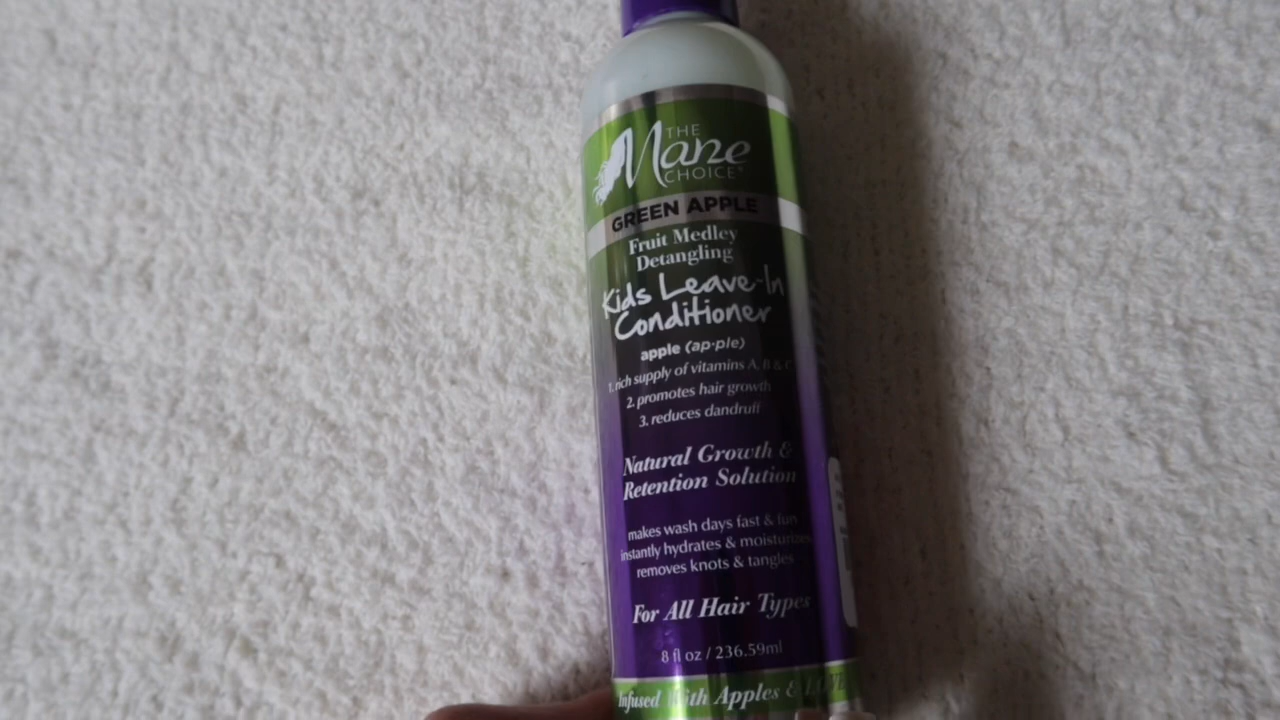 THE
Mane
CHOICE
GREEN APPLE
Fruit Medley
Detangling
Kids Leave-In
Conditioner
apple (ap·ple)
1. rich supply of vitamins A, B & C
2. promotes hair growth
3. reduces dandruff
Natural Growth &
Retention Solution
makes wash days fast & fun
instantly hydrates & moisturizes
removes knots & tangles
For All Hair Types
8 fl oz / 236.59ml
Infused With Apples & LOVE